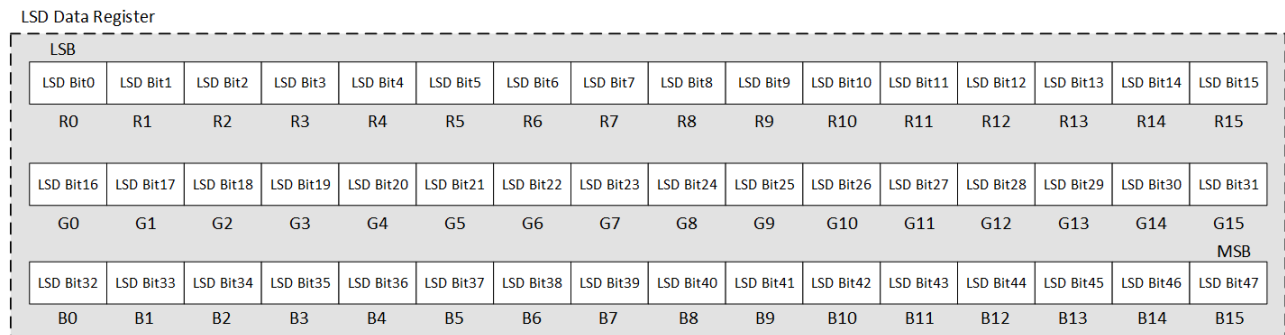 LSD Data Register
LSB
LSD Bit0 LSD Bit1 LSD Bit2 LSD Bit3 LSD Bit4 LSD Bit5 LSD Bit6 LSD Bit7 LSD Bit8 LSD Bit9 LSD Bit10 LSD Bit11 LSD Bit12 LSD Bit13 LSD Bit14 LSD Bit15
R0 R1 R2 R3 R4 R5 R6 R7 R8 R9 R10 R11 R12 R13 R14 R15
LSD Bit16 LSD Bit17 LSD Bit18 LSD Bit19 LSD Bit20 LSD Bit21 LSD Bit22 LSD Bit23 LSD Bit24 LSD Bit25 LSD Bit26 LSD Bit27 LSD Bit28 LSD Bit29 LSD Bit30 LSD Bit31
G0 G1 G2 G3 G4 G5 G6 G7 G8 G9 G10 G11 G12 G13 G14 G15
MSB
LSD Bit32 LSD Bit33 LSD Bit34 LSD Bit35 LSD Bit36 LSD Bit37 LSD Bit38 LSD Bit39 LSD Bit40 LSD Bit41 LSD Bit42 LSD Bit43 LSD Bit44 LSD Bit45 LSD Bit46 LSD Bit47
B0 B1 B2 B3 B4 B5 B6 B7 B8 B9 B10 B11 B12 B13 B14 B15